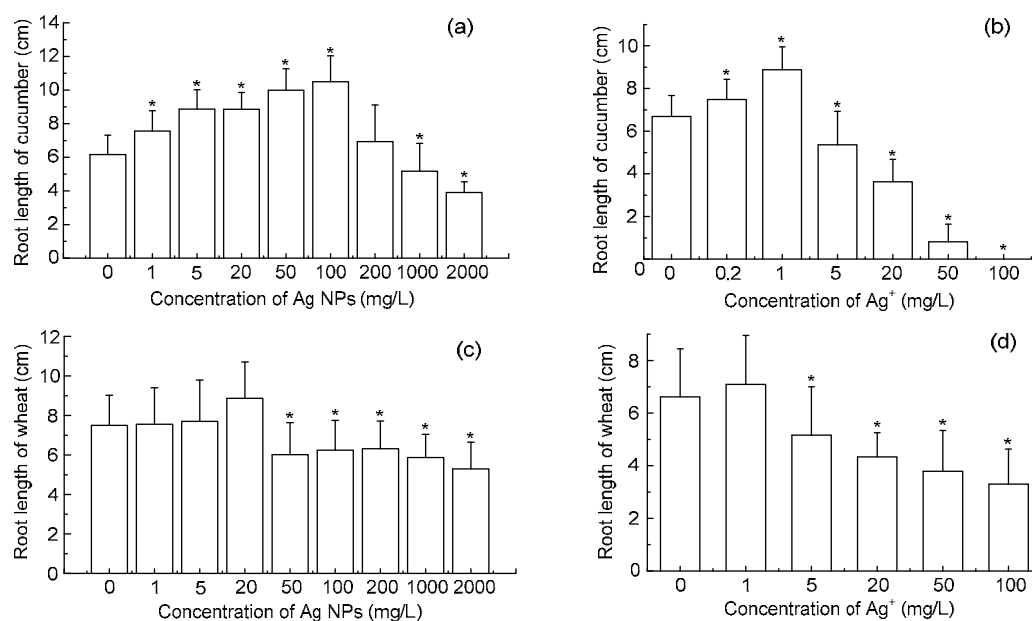 (a)
Root length of cucumber (cm)
14
12
10
8
6
4
2
0
* * * * * * *
0 1 5 20 50 100 200 1000 2000
Concentration of Ag NPs (mg/L)
(b)
Root length of cucumber (cm)
10
8
6
4
2
0
* * * * * *
0 0.2 1 5 20 50 100
Concentration of Ag⁺ (mg/L)
(c)
Root length of wheat (cm)
12
10
8
6
4
2
0
* * * * *
0 1 5 20 50 100 200 1000 2000
Concentration of Ag NPs (mg/L)
(d)
Root length of wheat (cm)
8
6
4
2
0
* * * *
0 1 5 20 50 100
Concentration of Ag⁺ (mg/L)